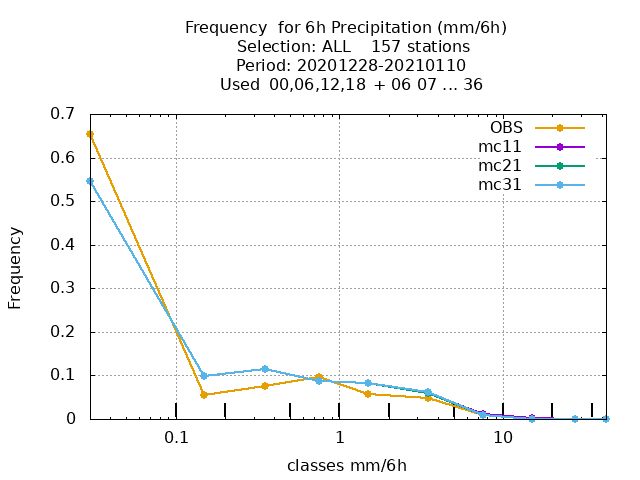 Frequency  for 6h Precipitation (mm/6h)
Selection: ALL    157 stations
Period: 20201228-20210110
Used  00,06,12,18  + 06 07 ... 36
0.7
0.6
0.5
0.4
0.3
0.2
0.1
0
Frequency
OBS
mc11
mc21
mc31
0.1 1 10
classes mm/6h